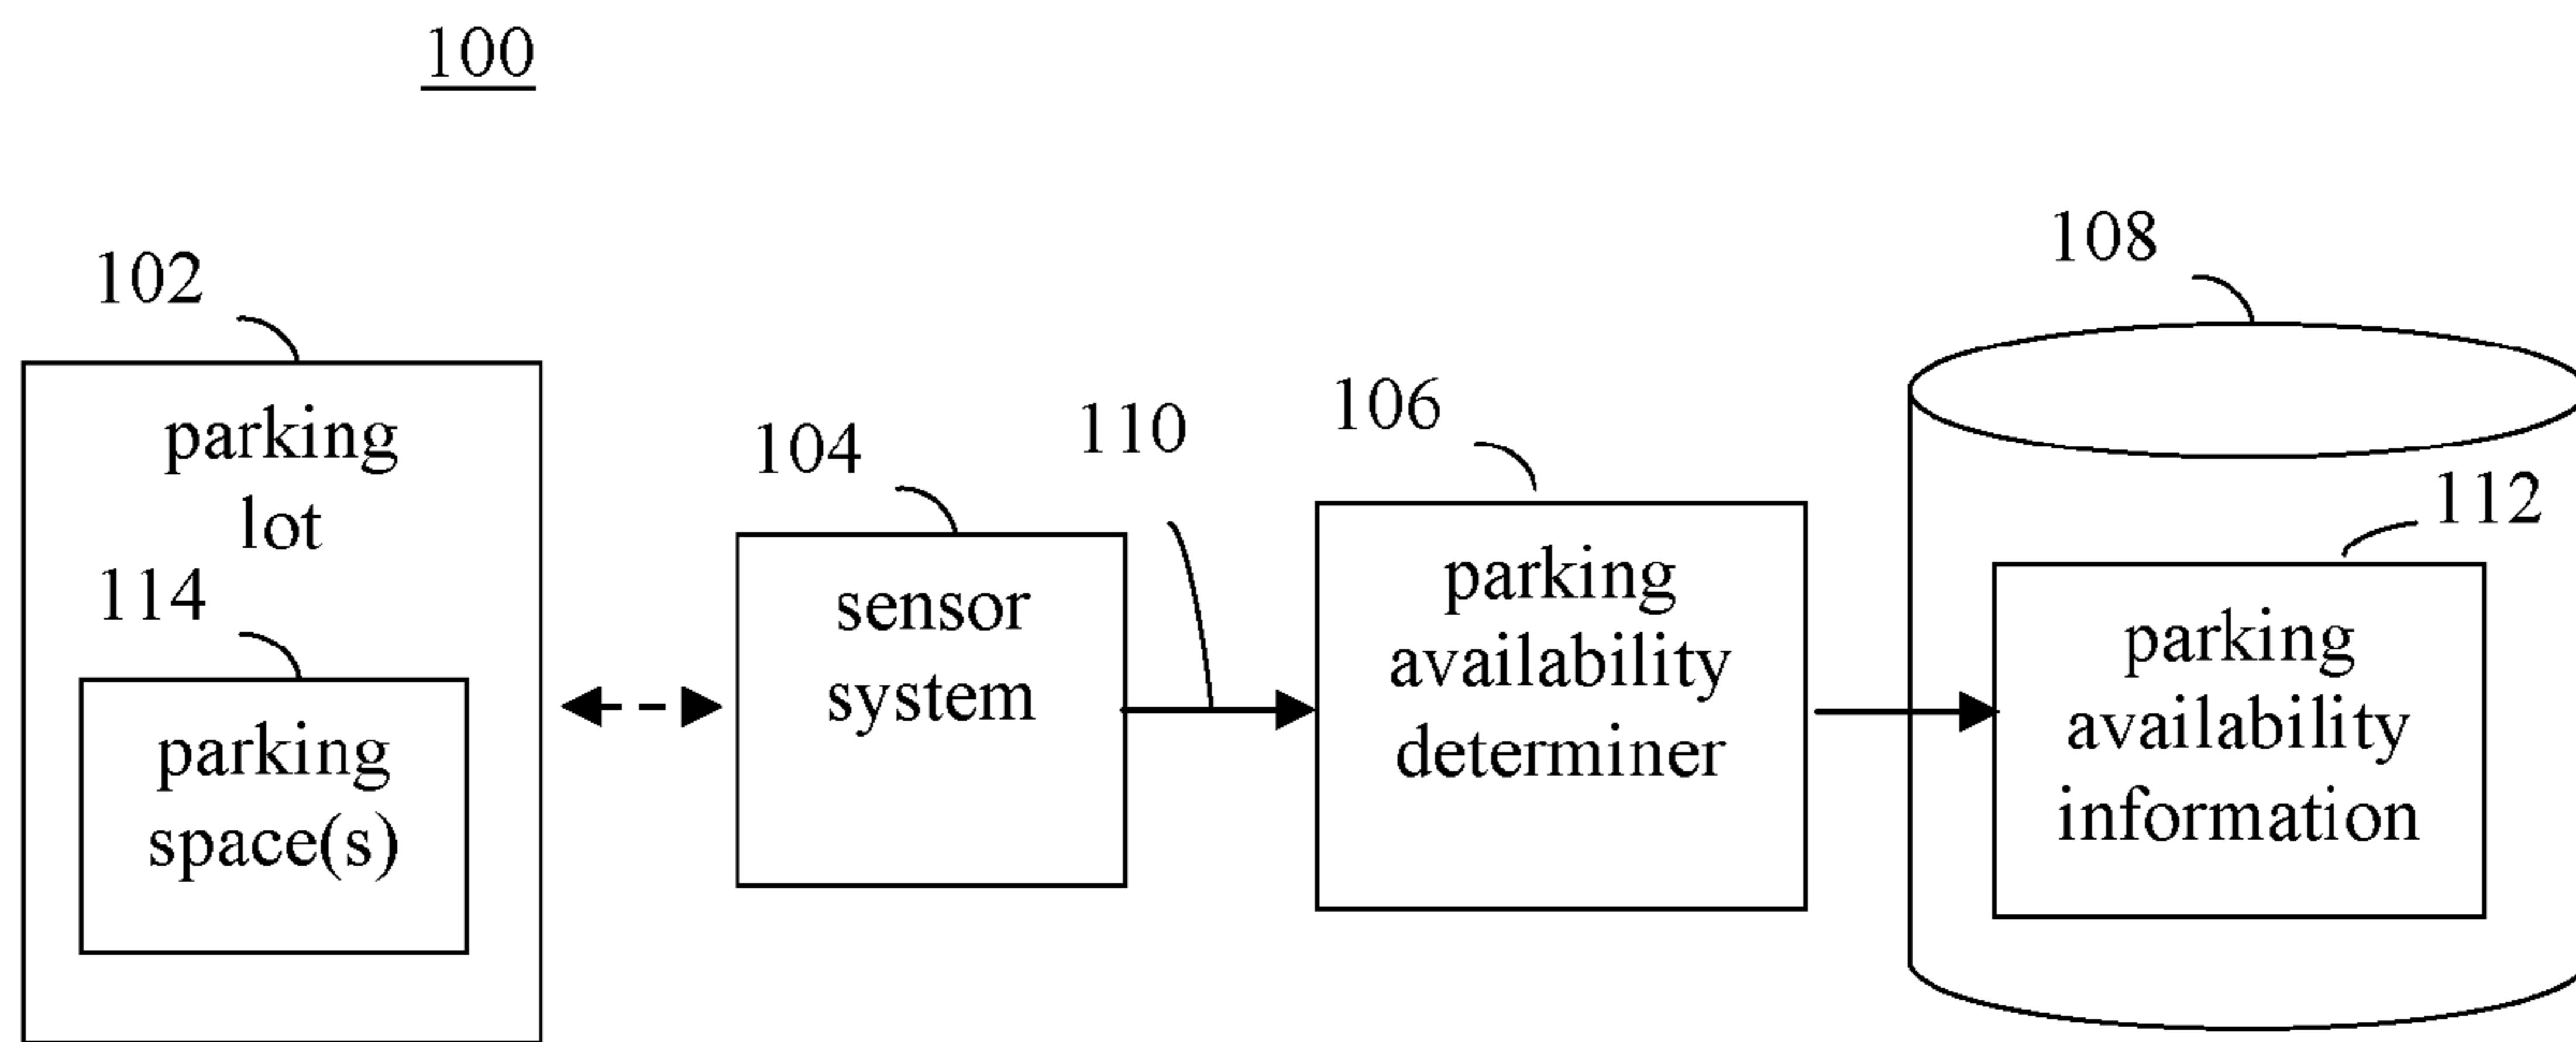 100
102
parking
lot
114
parking
space(s)
104
sensor
system
110
106
parking
availability
determiner
108
112
parking
availability
information